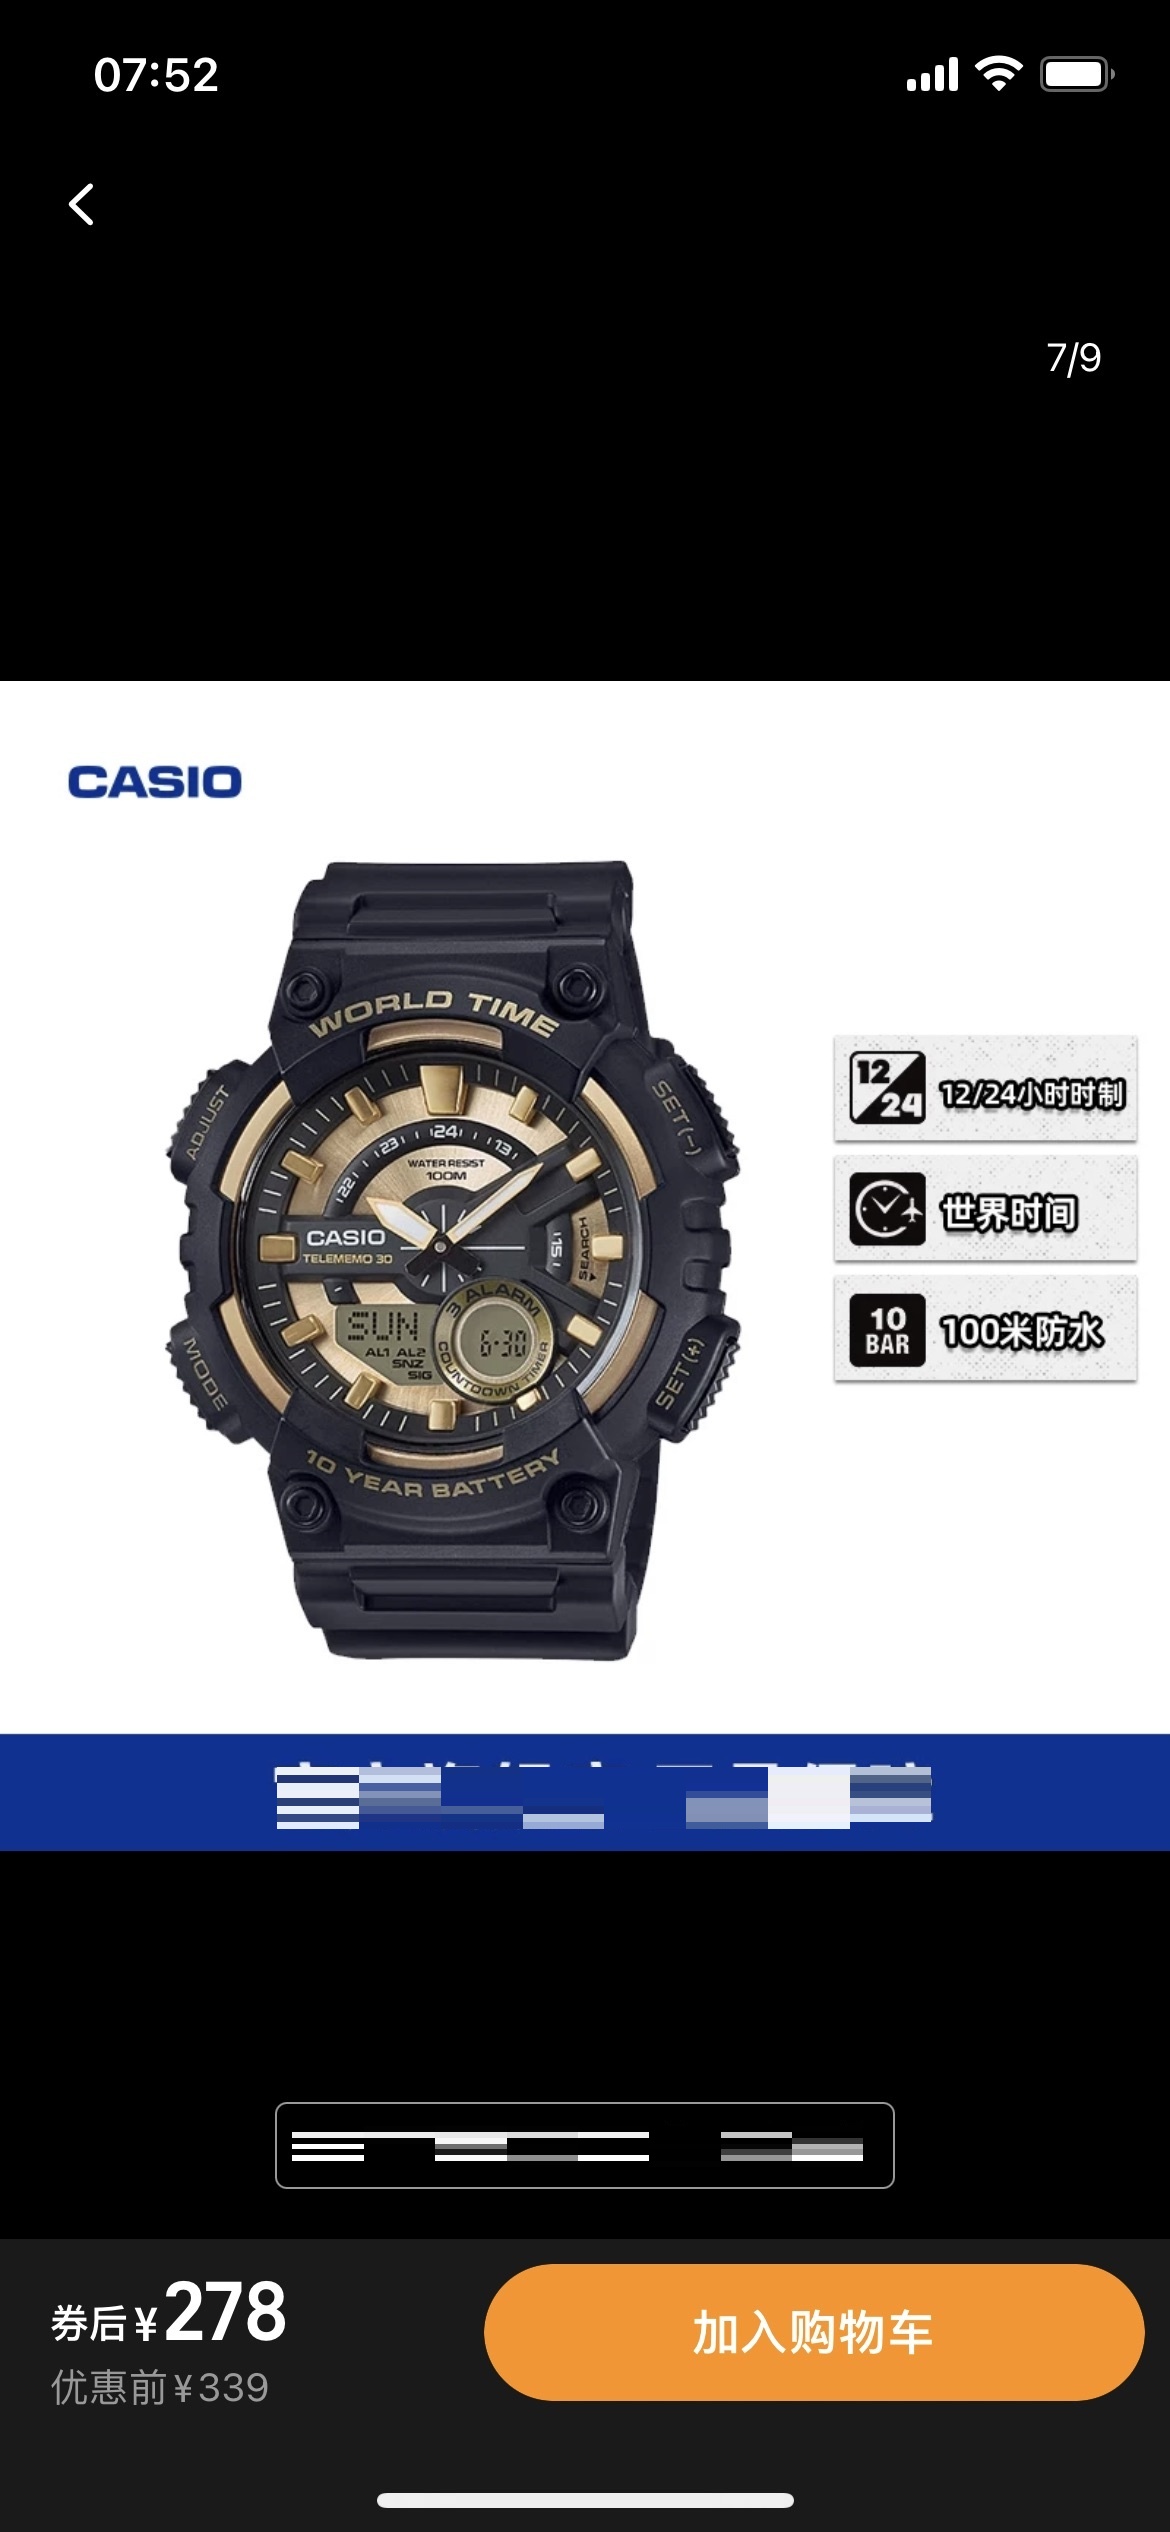 07:52
7/9
CASIO
WORLD TIME
ADJUST
SET(-)
22 23 24 13
WATER RESIST
100M
CASIO
TELEMEMO 30
15
SEARCH
3 ALARM
SUN
6:30
AL1 AL2
SNZ
SIG
COUNTDOWN TIMER
MODE
SET(+)
10 YEAR BATTERY
12
24
12/24小时时制
世界时间
10
BAR
100米防水
券后¥278
优惠前¥339
加入购物车